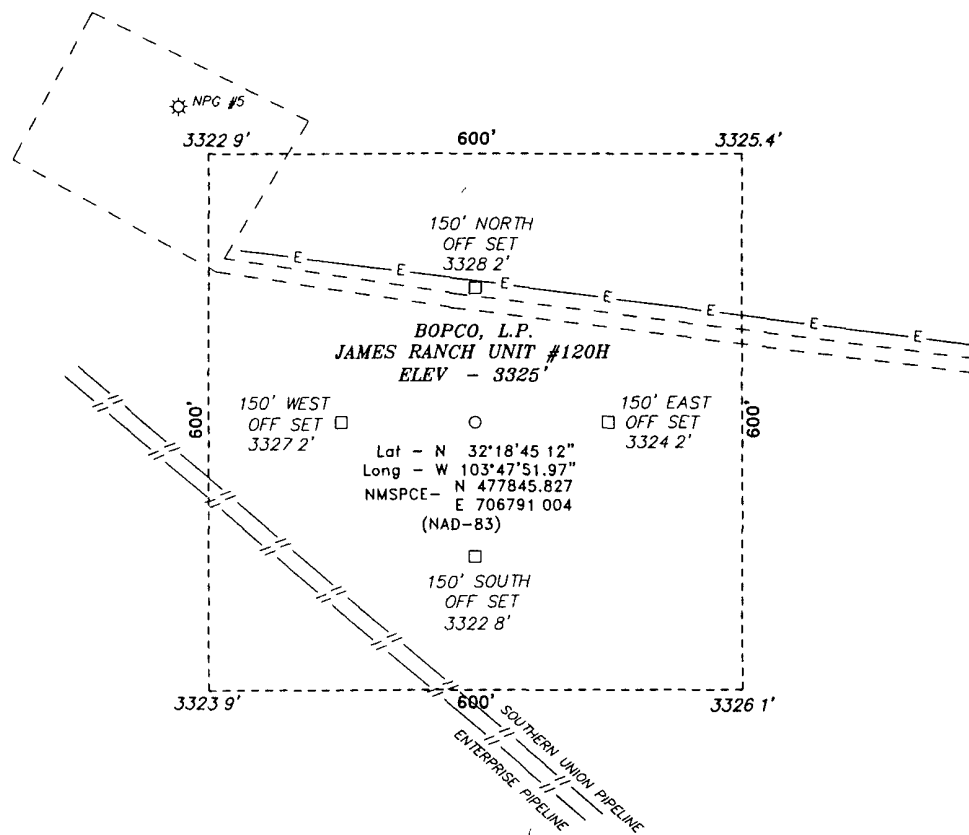 NPG #5
3322 9'
600'
3325.4'
150' NORTH
OFF SET
3328 2'
E
E
E
E
E
E
E
BOPCO, L.P.
JAMES RANCH UNIT #120H
ELEV - 3325'
600'
150' WEST
OFF SET
3327 2'
150' EAST
OFF SET
3324 2'
600'
Lat - N 32°18'45 12"
Long - W 103°47'51.97"
NMSPCE- N 477845.827
E 706791 004
(NAD-83)
150' SOUTH
OFF SET
3322 8'
3323 9'
600'
3326 1'
SOUTHERN UNION PIPELINE
ENTERPRISE PIPELINE